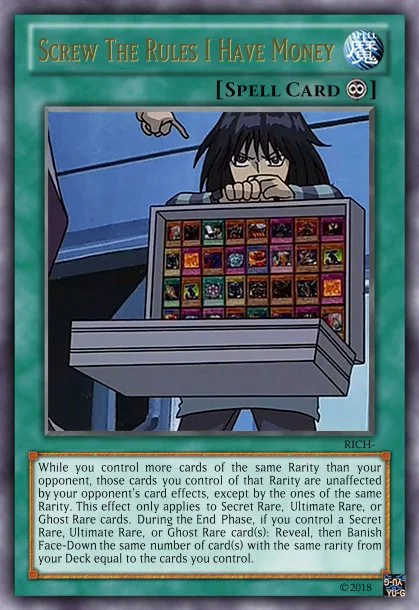 Screw The Rules I Have Money
魔
[Spell Card ]
RICH-
While you control more cards of the same Rarity than your
opponent, those cards you control of that Rarity are unaffected
by your opponent's card effects, except by the ones of the same
Rarity. This effect only applies to Secret Rare, Ultimate Rare, or
Ghost Rare cards. During the End Phase, if you control a Secret
Rare, Ultimate Rare, or Ghost Rare card(s): Reveal, then Banish
Face-Down the same number of card(s) with the same rarity from
your Deck equal to the cards you control.
©2018